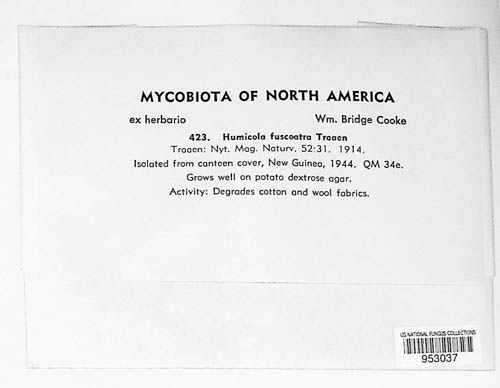 MYCOBIOTA OF NORTH AMERICA
ex herbario Wm. Bridge Cooke
423. Humicola fuscoatra Traaen
Traaen: Nyt. Mag. Naturv. 52:31. 1914.
Isolated from canteen cover, New Guinea, 1944. QM 34e.
Grows well on potato dextrose agar.
Activity: Degrades cotton and wool fabrics.
US NATIONAL FUNGUS COLLECTIONS
953037